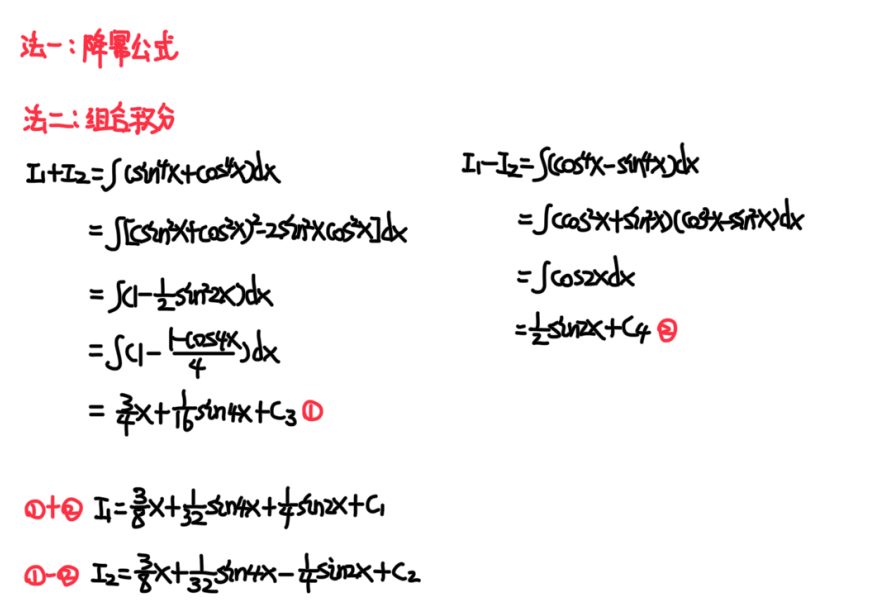 法一：降幂公式
法二：组合积分
I₁+I₂=∫(sin⁴x+cos⁴x)dx
=∫[(sin²x+cos²x)²-2sin²xcos²x]dx
=∫(1-½sin²2x)dx
=∫(1-(1-cos4x)/4)dx
=¾x+1/16 sin4x+C₃ ①
I₁-I₂=∫(cos⁴x-sin⁴x)dx
=∫(cos²x+sin²x)(cos²x-sin²x)dx
=∫cos2xdx
=½sin2x+C₄ ②
①+② I₁=3/8 x+1/32 sin4x+¼sin2x+C₁
①-② I₂=3/8 x+1/32 sin4x-¼sin2x+C₂